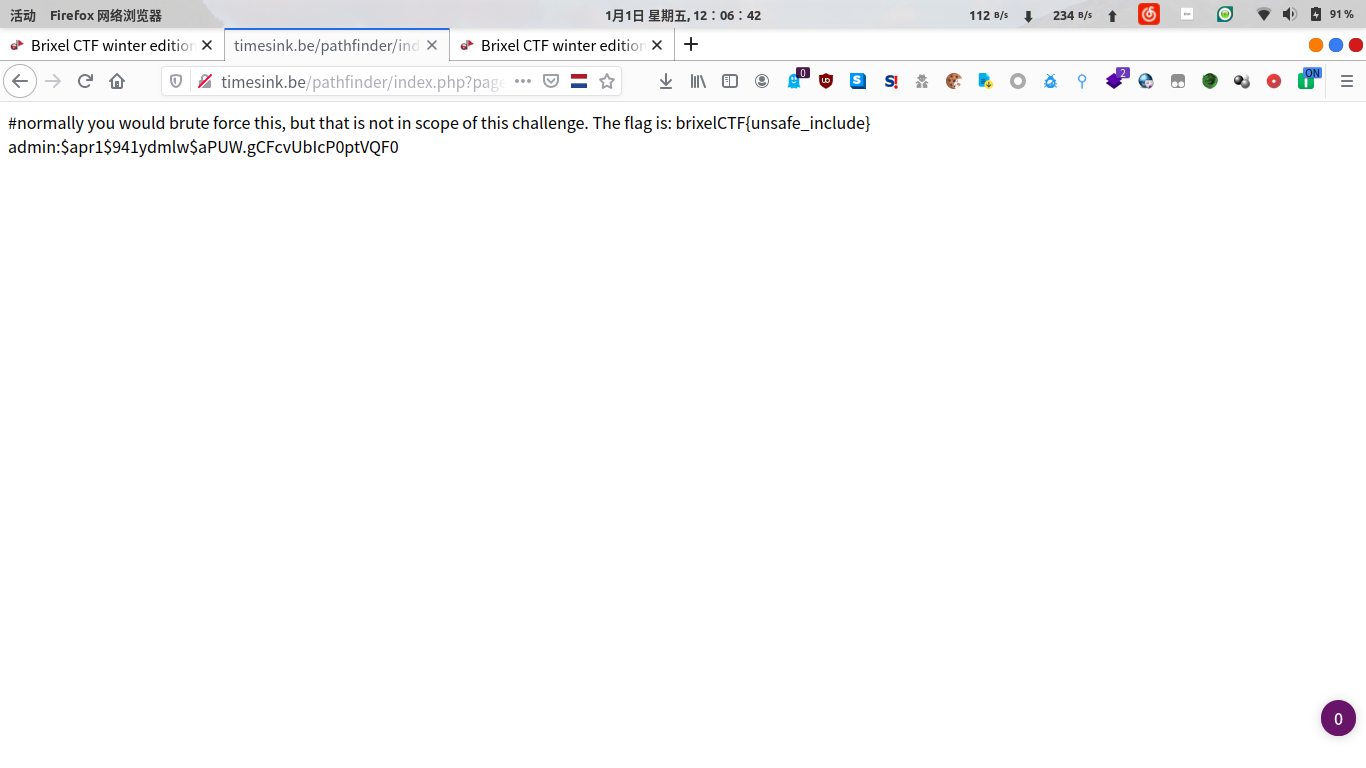 活动 Firefox 网络浏览器 1月1日 星期五, 12：06：42 112 B/s 234 B/s 91 %
Brixel CTF winter edition timesink.be/pathfinder/ind Brixel CTF winter edition
timesink.be/pathfinder/index.php?page 0 UD S S! 2 ON
#normally you would brute force this, but that is not in scope of this challenge. The flag is: brixelCTF{unsafe_include}
admin:$apr1$941ydmlw$aPUW.gCFcvUbIcP0ptVQF0
0